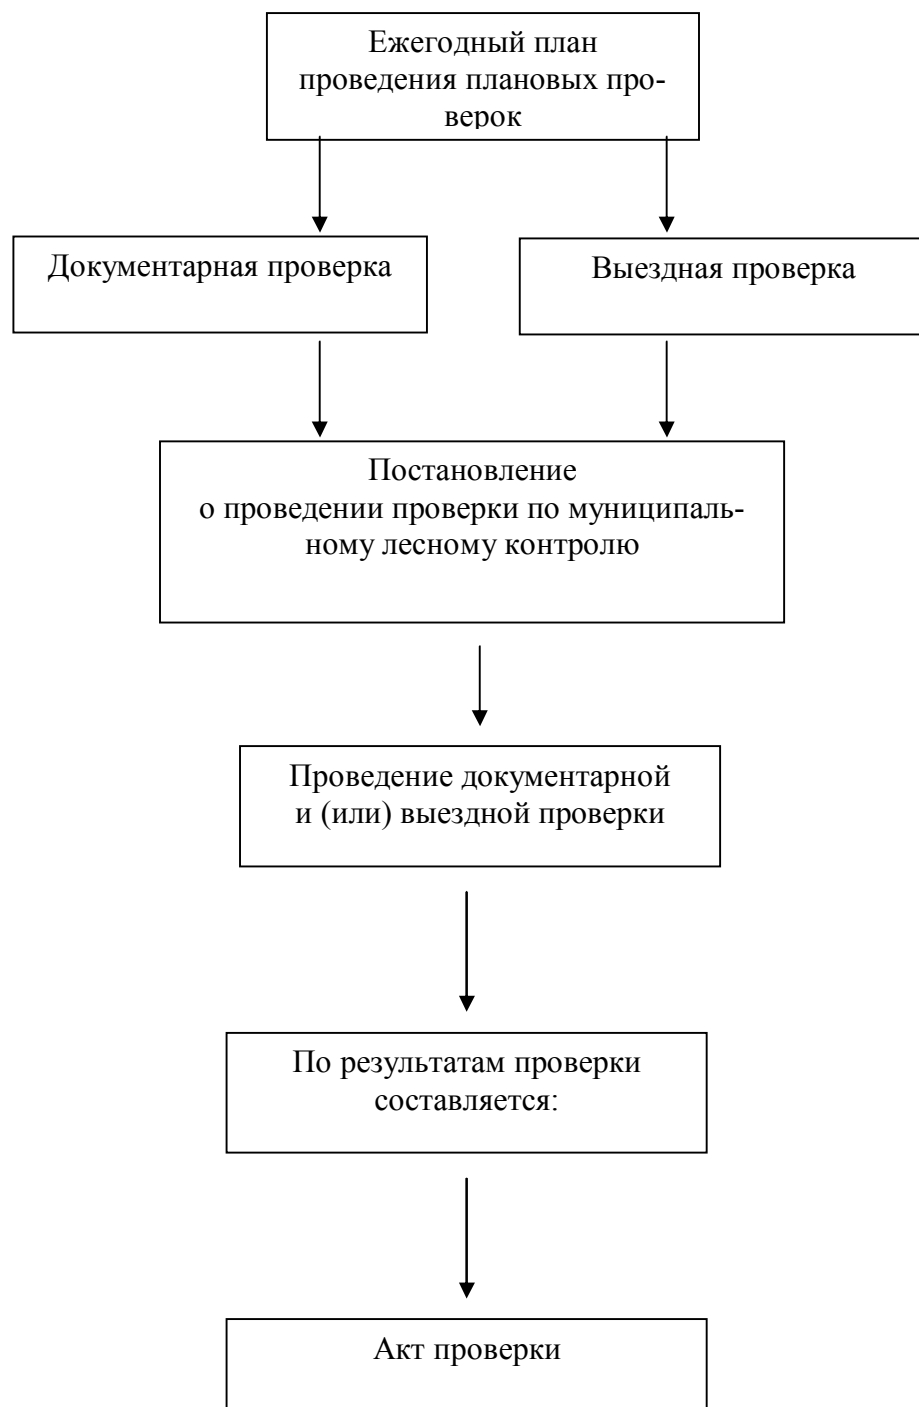 Ежегодный план
проведения плановых про-
верок
Документарная проверка
Выездная проверка
Постановление
о проведении проверки по муниципаль-
ному лесному контролю
Проведение документарной
и (или) выездной проверки
По результатам проверки
составляется:
Акт проверки